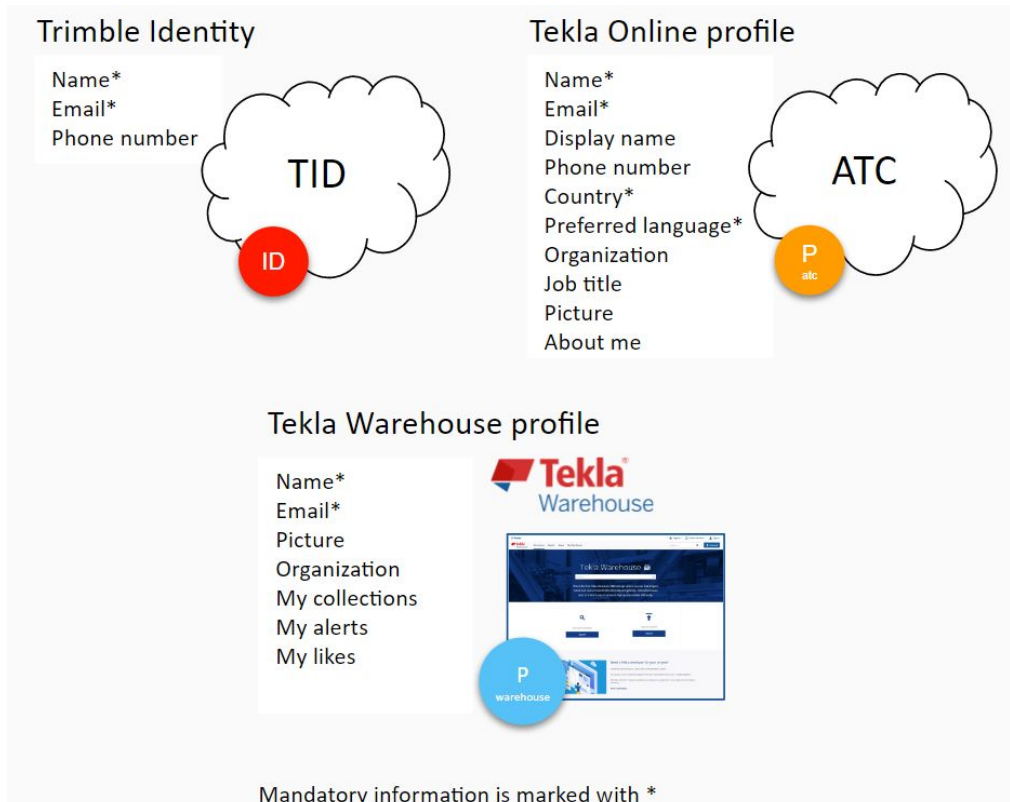 Trimble Identity
Name*
Email*
Phone number
TID
ID
Tekla Online profile
Name*
Email*
Display name
Phone number
Country*
Preferred language*
Organization
Job title
Picture
About me
ATC
P
atc
Tekla Warehouse profile
Name*
Email*
Picture
Organization
My collections
My alerts
My likes
Tekla®
Warehouse
Tekla Warehouse
P
warehouse
Mandatory information is marked with *